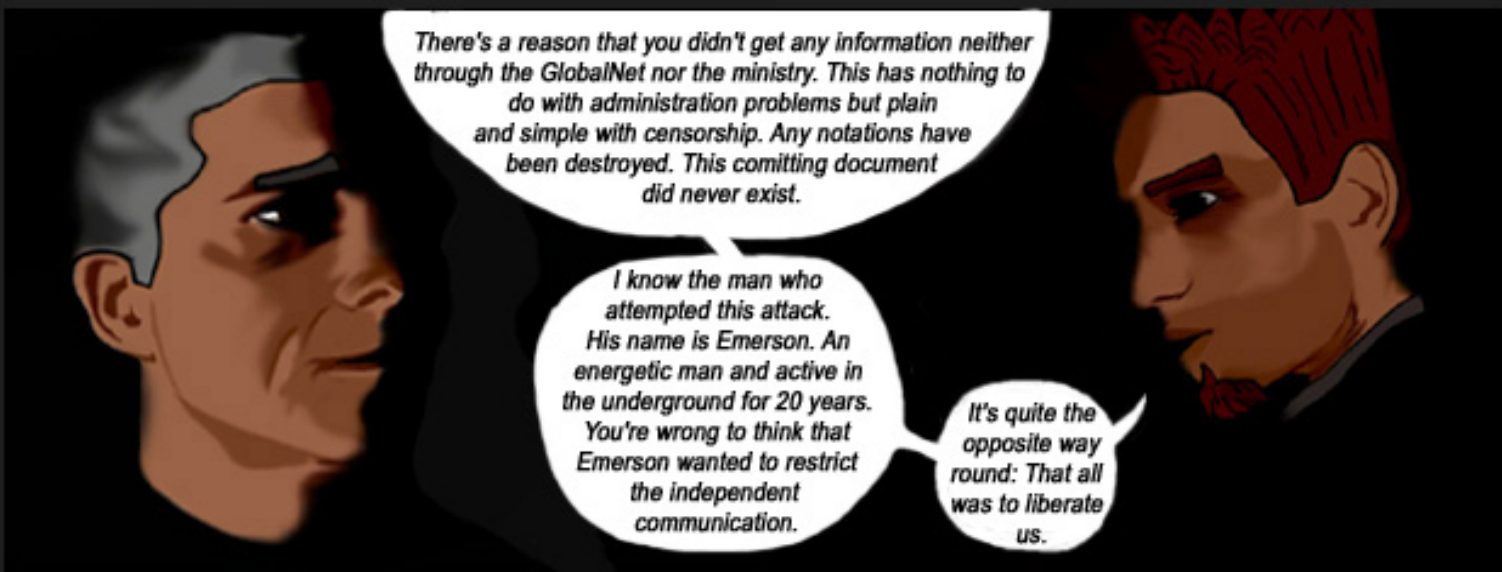 There's a reason that you didn't get any information neither
through the GlobalNet nor the ministry. This has nothing to
do with administration problems but plain
and simple with censorship. Any notations have
been destroyed. This comitting document
did never exist.
I know the man who
attempted this attack.
His name is Emerson. An
energetic man and active in
the underground for 20 years.
You're wrong to think that
Emerson wanted to restrict
the independent
communication.
It's quite the
opposite way
round: That all
was to liberate
us.